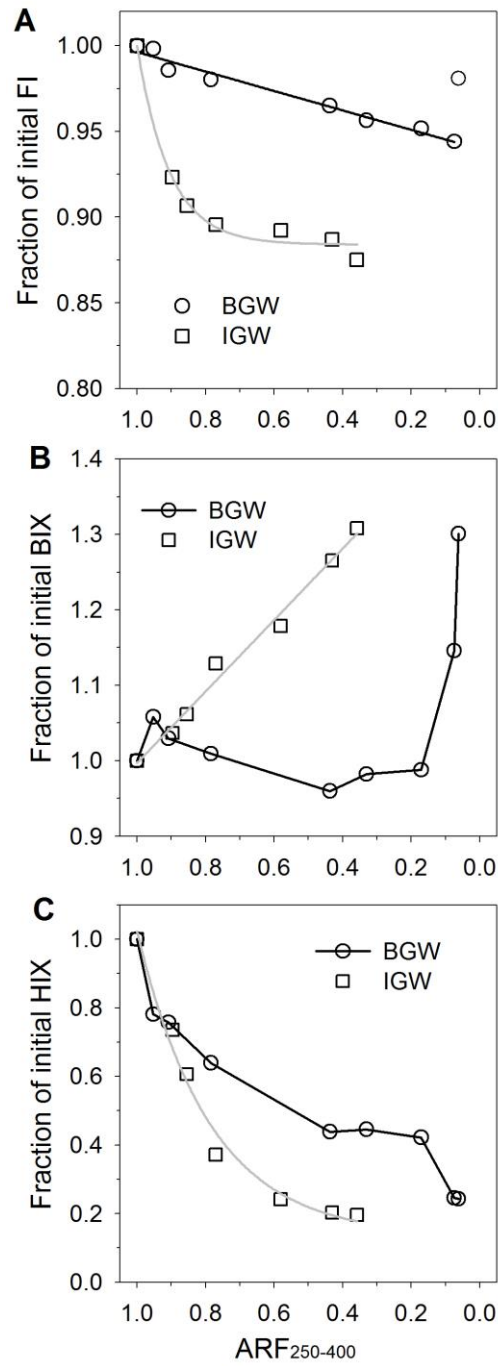 A
Fraction of initial FI
1.00
0.95
0.90
0.85
0.80
BGW
IGW
1.0 0.8 0.6 0.4 0.2 0.0
B
Fraction of initial BIX
1.4
1.3
1.2
1.1
1.0
0.9
BGW
IGW
1.0 0.8 0.6 0.4 0.2 0.0
C
Fraction of initial HIX
1.0
0.8
0.6
0.4
0.2
0.0
BGW
IGW
1.0 0.8 0.6 0.4 0.2 0.0
ARF250-400